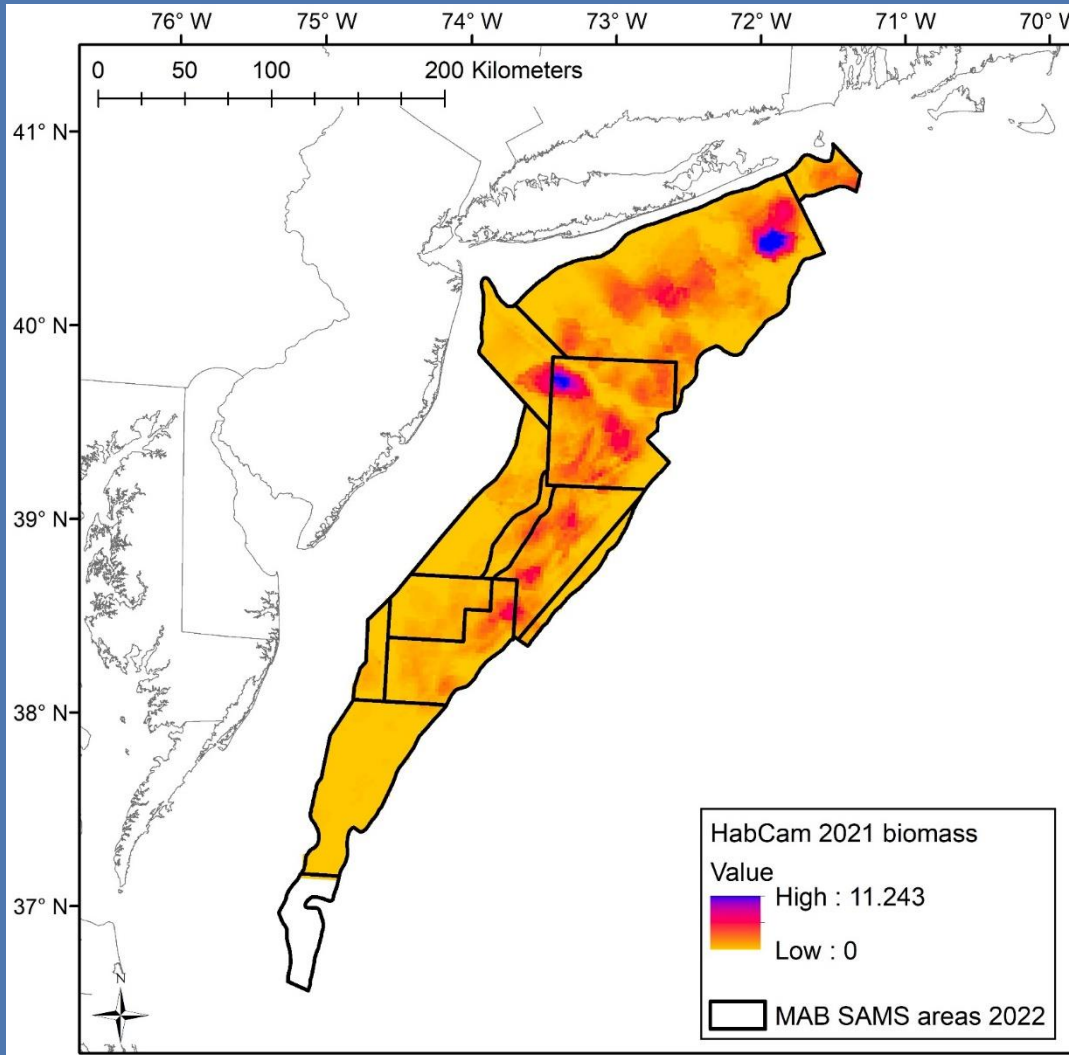 76° W 75° W 74° W 73° W 72° W 71° W 70° W
0 50 100 200 Kilometers
41° N
40° N
39° N
38° N
37° N
HabCam 2021 biomass
Value
High : 11.243
Low : 0
MAB SAMS areas 2022
N